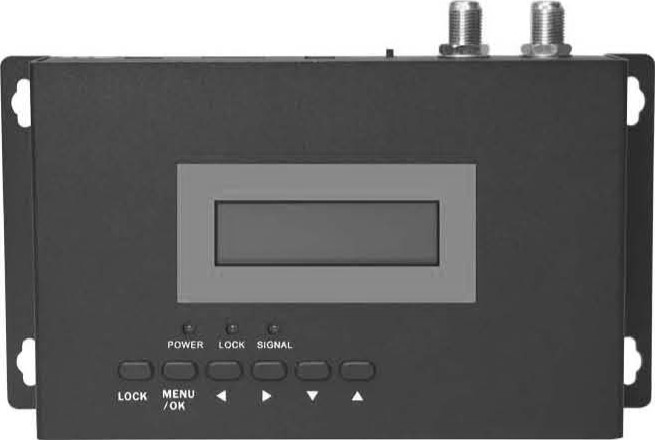 POWER LOCK SIGNAL
LOCK MENU /OK ◀ ▶ ▼ ▲